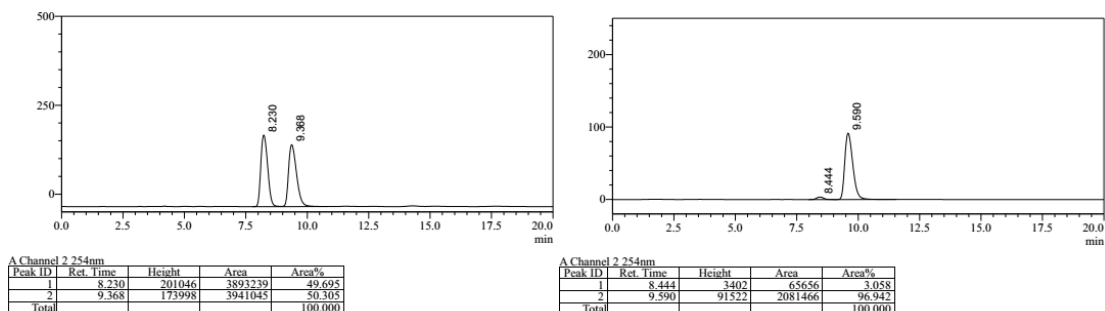 500
250
0
8.230
9.368
0.0 2.5 5.0 7.5 10.0 12.5 15.0 17.5 20.0
min
A Channel 2 254nm
Peak ID Ret. Time Height Area Area%
1 8.230 201046 3893239 49.695
2 9.368 173998 3941045 50.305
Total 100.000
200
100
0
8.444
9.590
0.0 2.5 5.0 7.5 10.0 12.5 15.0 17.5 20.0
min
A Channel 2 254nm
Peak ID Ret. Time Height Area Area%
1 8.444 3402 65656 3.058
2 9.590 91522 2081466 96.942
Total 100.000